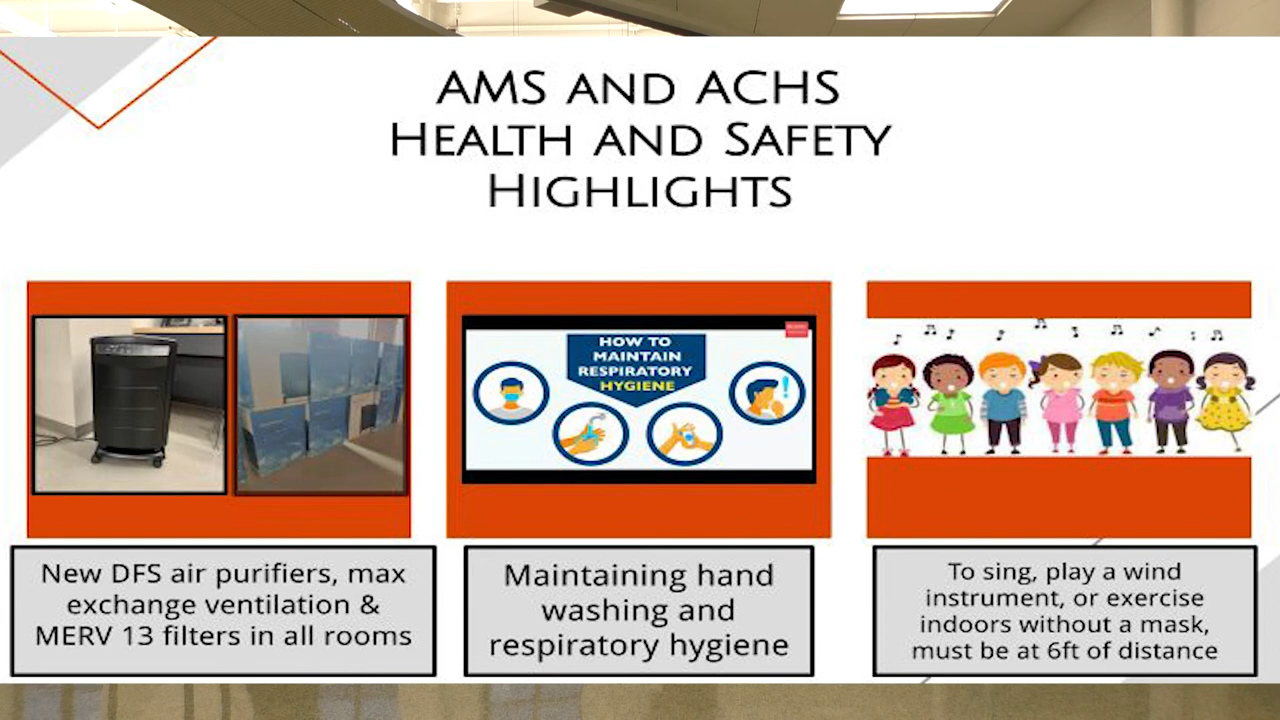 AMS AND ACHS
HEALTH AND SAFETY
HIGHLIGHTS
HOW TO
MAINTAIN
RESPIRATORY
HYGIENE
New DFS air purifiers, max
exchange ventilation &
MERV 13 filters in all rooms
Maintaining hand
washing and
respiratory hygiene
To sing, play a wind
instrument, or exercise
indoors without a mask,
must be at 6ft of distance